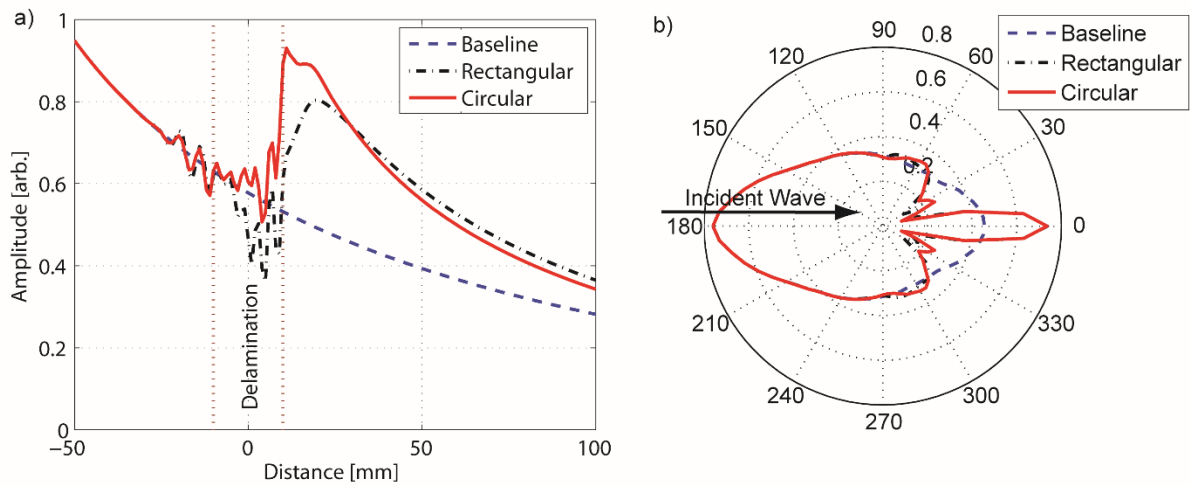 a)
1
0.8
0.6
0.4
0.2
0
Amplitude [arb.]
Baseline
Rectangular
Circular
Delamination
−50
0
50
100
Distance [mm]
b)
Baseline
Rectangular
Circular
90
0.8
60
120
0.6
0.4
30
150
0.2
Incident Wave
180
0
210
330
240
300
270